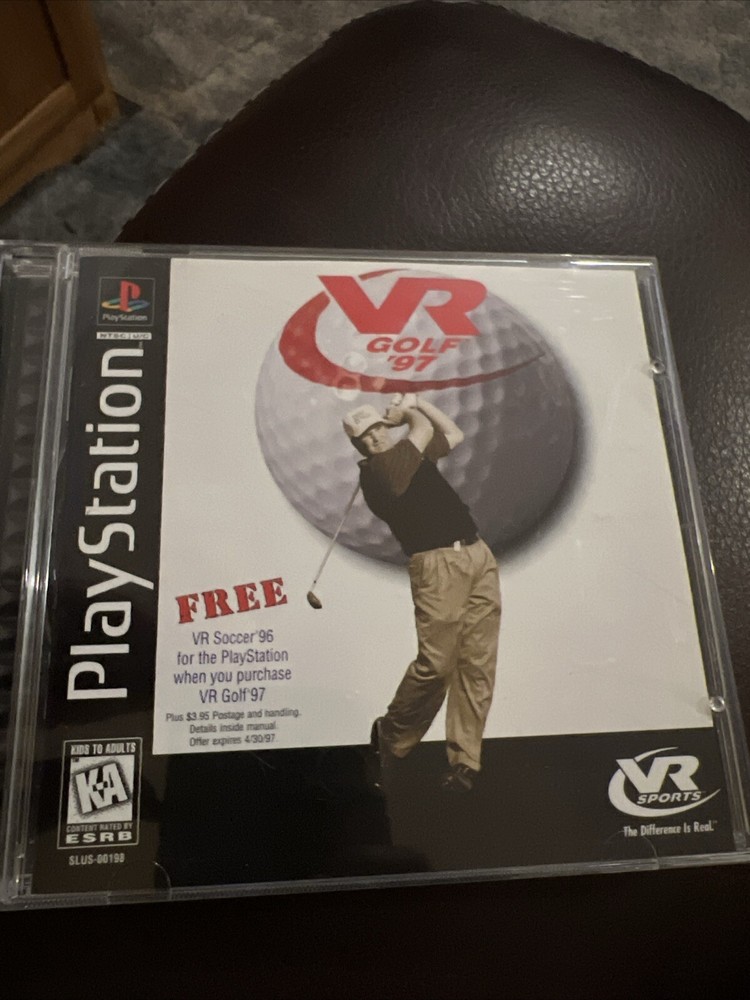 PlayStation
NTSC U/C
PlayStation
VR
GOLF
'97
FREE
VR Soccer'96
for the PlayStation
when you purchase
VR Golf'97
Plus $3.95 Postage and handling.
Details inside manual.
Offer expires 4/30/97.
KIDS TO ADULTS
K-A
CONTENT RATED BY
ESRB
SLUS-00198
VR
SPORTS™
The Difference Is Real.™